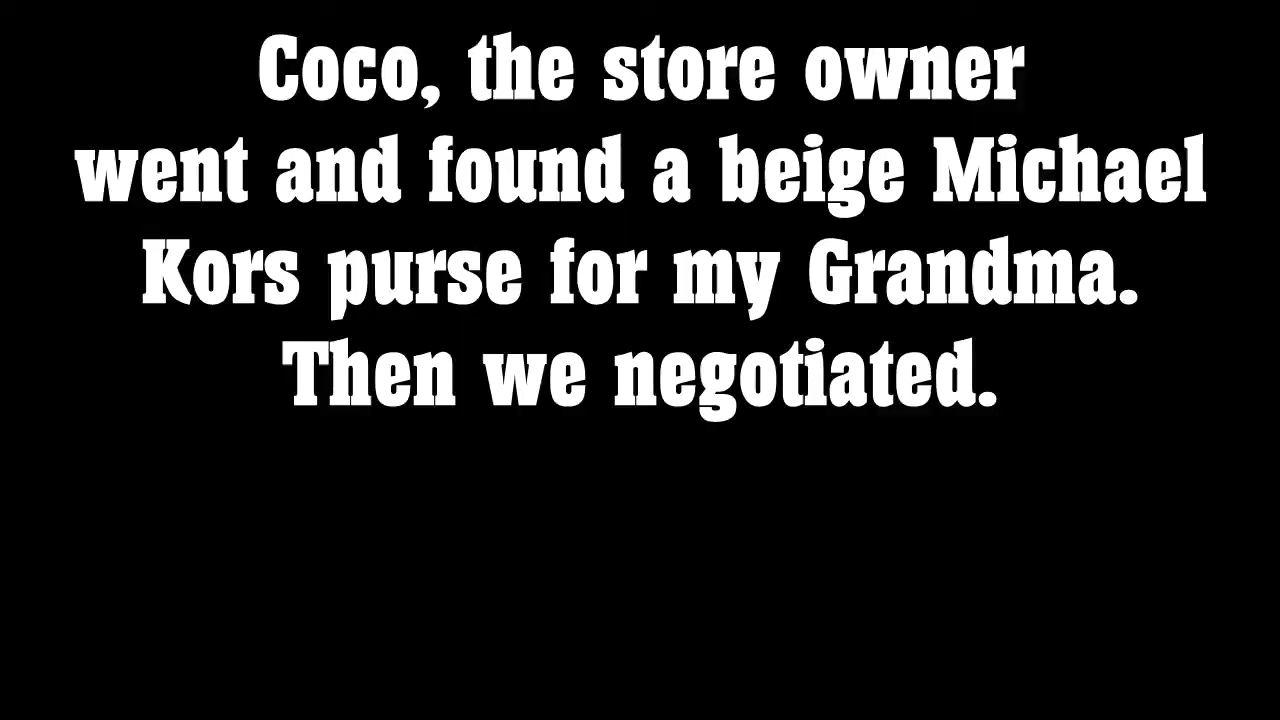 Coco, the store owner
went and found a beige Michael
Kors purse for my Grandma.
Then we negotiated.